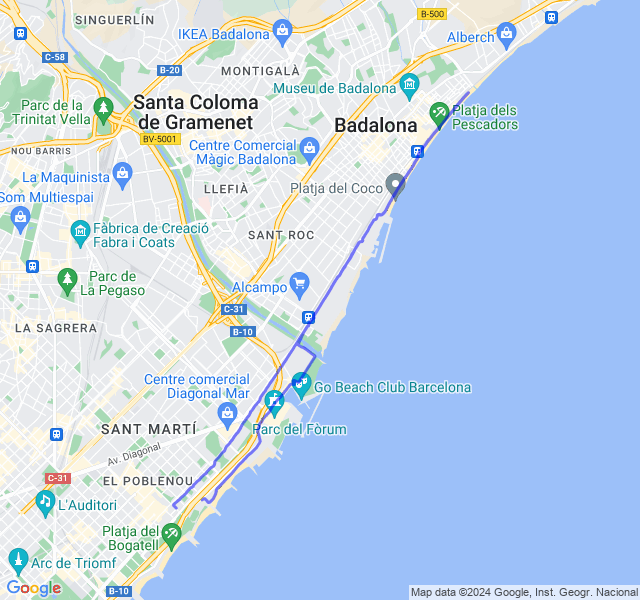 SINGUERLÍN
B-500
IKEA Badalona
Alberch
C-58
B-20
MONTIGALÀ
Museu de Badalona
Parc de la
Trinitat Vella
Santa Coloma
de Gramenet
Platja dels
Pescadors
Badalona
BV-5001
NOU BARRIS
Centre Comercial
Màgic Badalona
La Maquinista
LLEFIÀ
Platja del Coco
Som Multiespai
Fàbrica de Creació
Fabra i Coats
SANT ROC
Parc de
La Pegaso
Alcampo
C-31
LA SAGRERA
B-10
Centre comercial
Diagonal Mar
Go Beach Club Barcelona
SANT MARTÍ
Parc del Fòrum
Av. Diagonal
C-31
EL POBLENOU
L'Auditori
Platja del
Bogatell
Arc de Triomf
B-10
Google
Map data ©2024 Google, Inst. Geogr. Nacional